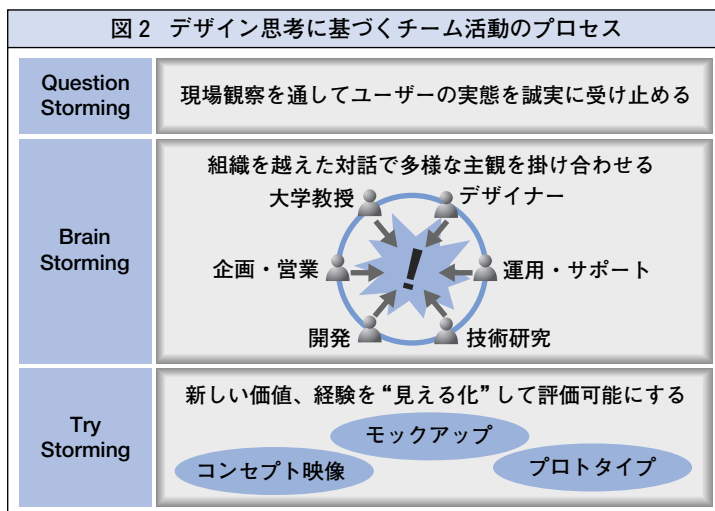 図2 デザイン思考に基づくチーム活動のプロセス
Question
Storming
現場観察を通してユーザーの実態を誠実に受け止める
Brain
Storming
組織を越えた対話で多様な主観を掛け合わせる
大学教授
デザイナー
企画・営業
!
運用・サポート
開発
技術研究
Try
Storming
新しい価値、経験を“見える化”して評価可能にする
モックアップ
コンセプト映像
プロトタイプ